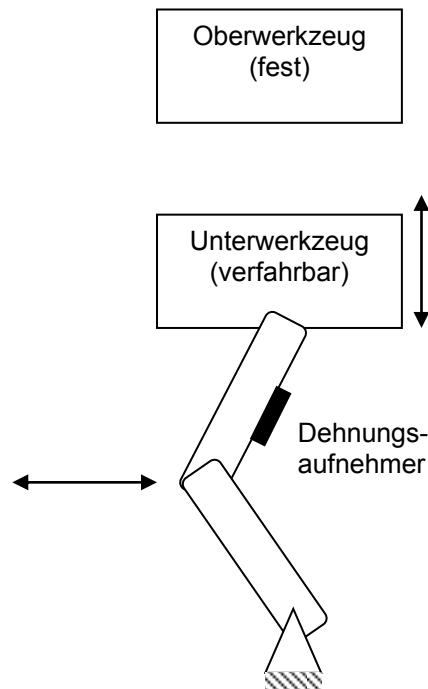 Oberwerkzeug
(fest)
Unterwerkzeug
(verfahrbar)
Dehnungs-
aufnehmer